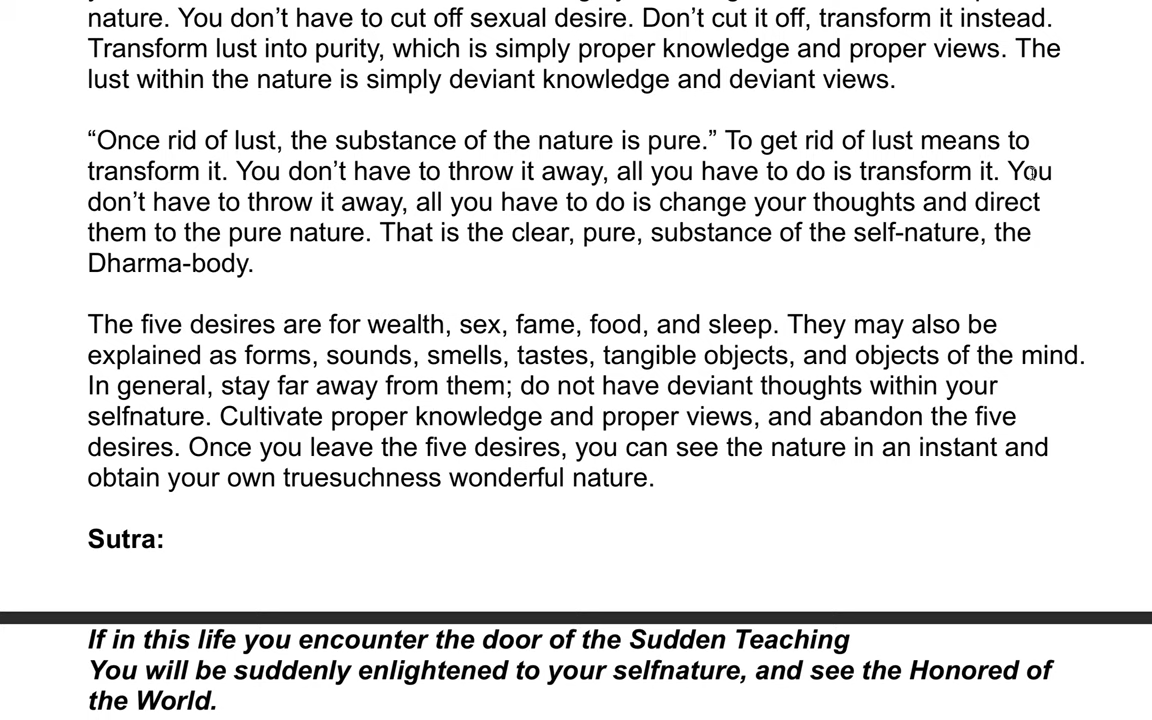 nature. You don’t have to cut off sexual desire. Don’t cut it off, transform it instead.
Transform lust into purity, which is simply proper knowledge and proper views. The
lust within the nature is simply deviant knowledge and deviant views.
“Once rid of lust, the substance of the nature is pure.” To get rid of lust means to
transform it. You don’t have to throw it away, all you have to do is transform it. You
don’t have to throw it away, all you have to do is change your thoughts and direct
them to the pure nature. That is the clear, pure, substance of the self-nature, the
Dharma-body.
The five desires are for wealth, sex, fame, food, and sleep. They may also be
explained as forms, sounds, smells, tastes, tangible objects, and objects of the mind.
In general, stay far away from them; do not have deviant thoughts within your
selfnature. Cultivate proper knowledge and proper views, and abandon the five
desires. Once you leave the five desires, you can see the nature in an instant and
obtain your own truesuchness wonderful nature.
Sutra:
If in this life you encounter the door of the Sudden Teaching
You will be suddenly enlightened to your selfnature, and see the Honored of
the World.